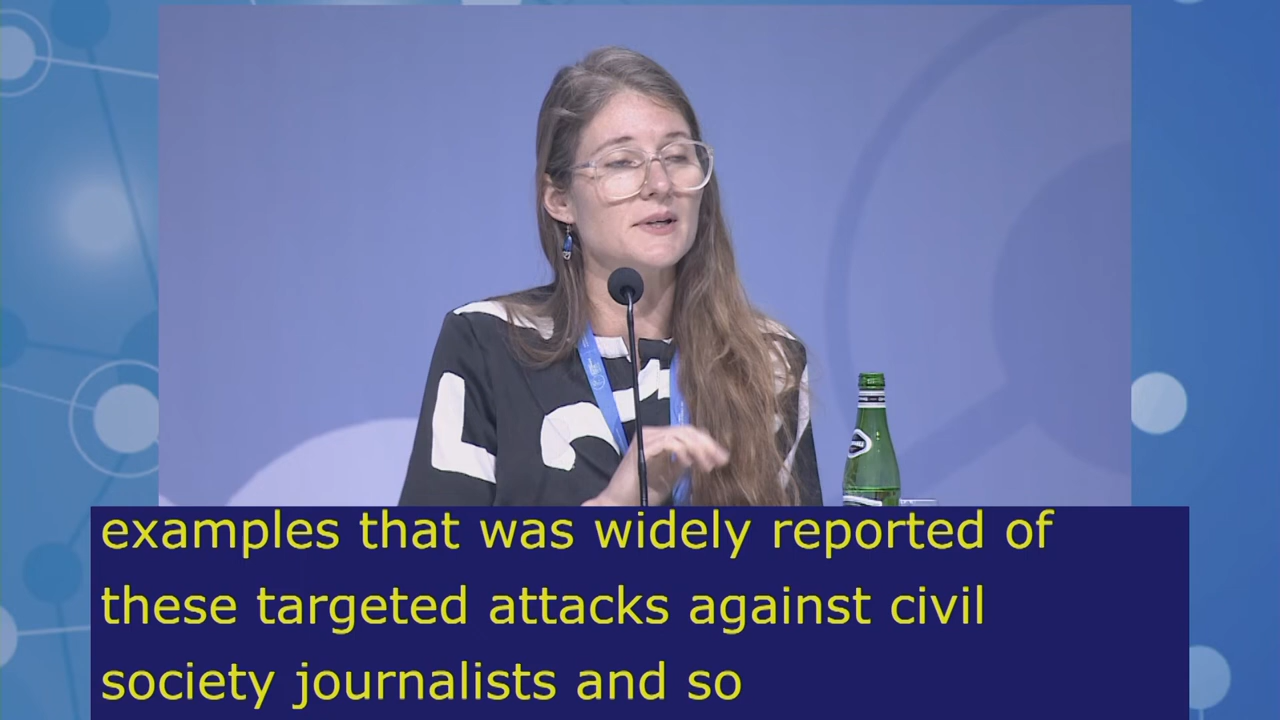 examples that was widely reported of
these targeted attacks against civil
society journalists and so